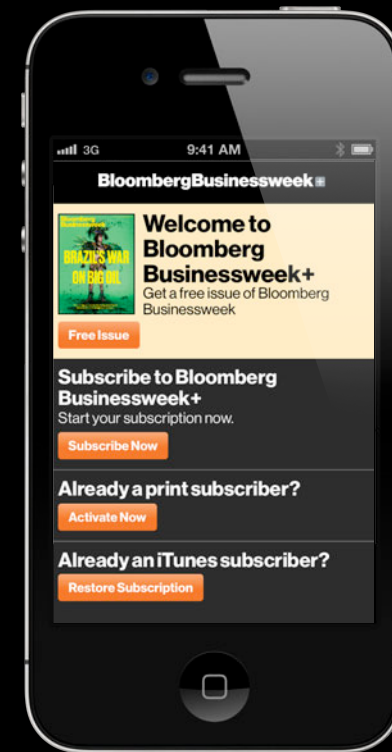 3G
9:41 AM
BloombergBusinessweek+
Bloomberg
Businessweek
BRAZIL'S WAR
ON BIG OIL
Welcome to
Bloomberg
Businessweek+
Get a free issue of Bloomberg
Businessweek
Free Issue
Subscribe to Bloomberg
Businessweek+
Start your subscription now.
Subscribe Now
Already a print subscriber?
Activate Now
Already an iTunes subscriber?
Restore Subscription